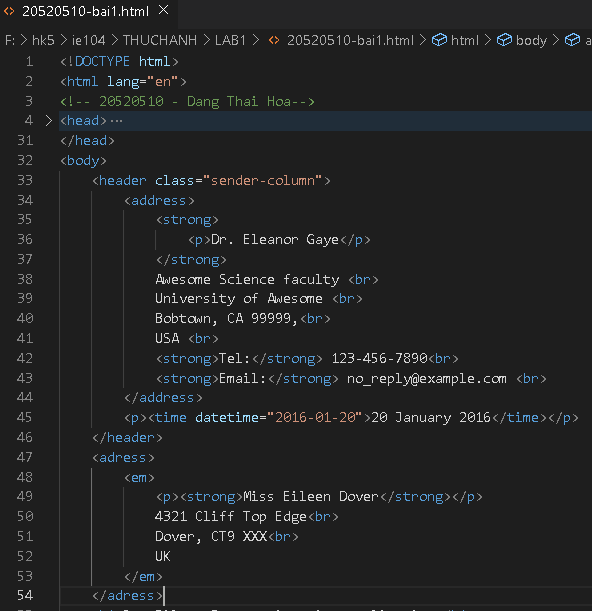 20520510-bai1.html ×
F: > hk5 > ie104 > THUCHANH > LAB1 > 20520510-bai1.html > html > body > a
1 <!DOCTYPE html>
2 <html lang="en">
3 <!-- 20520510 - Dang Thai Hoa-->
4 > <head>⋯
31 </head>
32 <body>
33 <header class="sender-column">
34 <address>
35 <strong>
36 <p>Dr. Eleanor Gaye</p>
37 </strong>
38 Awesome Science faculty <br>
39 University of Awesome <br>
40 Bobtown, CA 99999,<br>
41 USA <br>
42 <strong>Tel:</strong> 123-456-7890<br>
43 <strong>Email:</strong> no_reply@example.com <br>
44 </address>
45 <p><time datetime="2016-01-20">20 January 2016</time></p>
46 </header>
47 <adress>
48 <em>
49 <p><strong>Miss Eileen Dover</strong></p>
50 4321 Cliff Top Edge<br>
51 Dover, CT9 XXX<br>
52 UK
53 </em>
54 </adress>